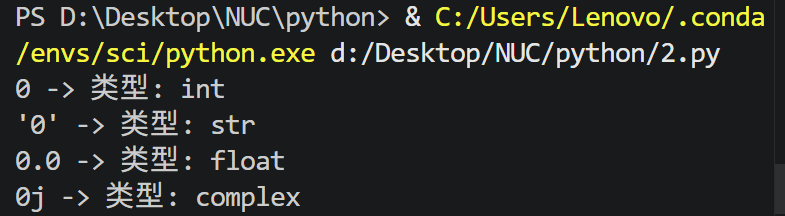 PS D:\Desktop\NUC\python> & C:/Users/Lenovo/.conda
/envs/sci/python.exe d:/Desktop/NUC/python/2.py
0 -> 类型: int
'0' -> 类型: str
0.0 -> 类型: float
0j -> 类型: complex